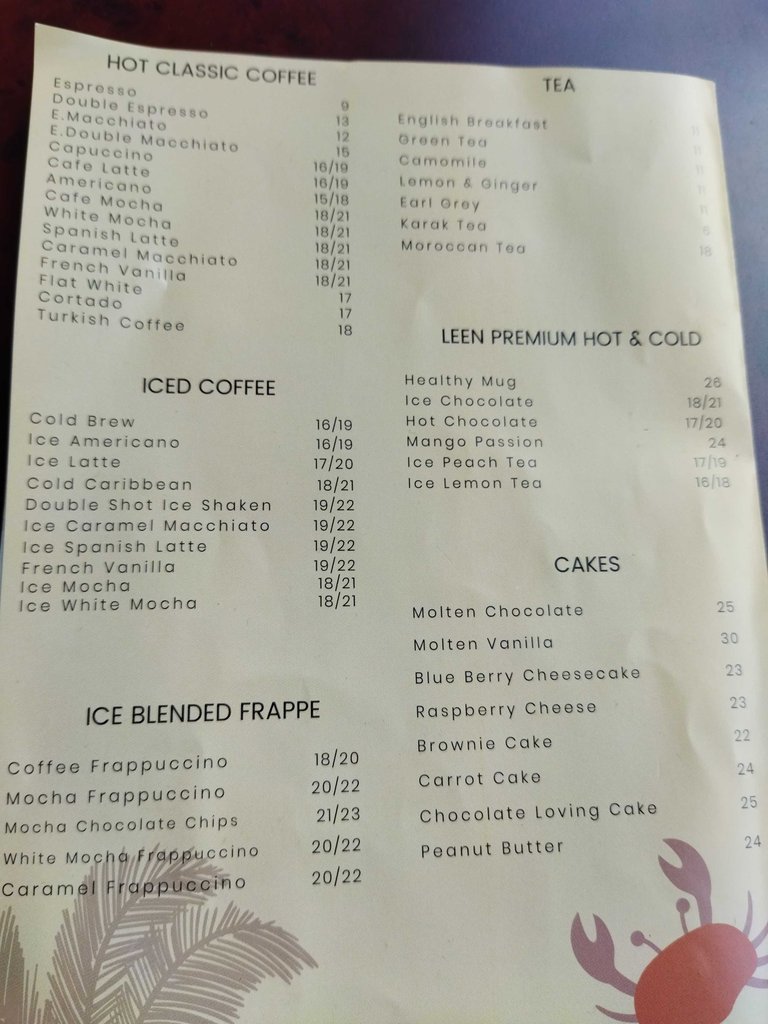 HOT CLASSIC COFFEE
Espresso 9
Double Espresso 13
E.Macchiato 12
E.Double Macchiato 15
Capuccino 16/19
Cafe Latte 16/19
Americano 15/18
Cafe Mocha 18/21
White Mocha 18/21
Spanish Latte 18/21
Caramel Macchiato 18/21
French Vanilla 18/21
Flat White 17
Cortado 17
Turkish Coffee 18
ICED COFFEE
Cold Brew 16/19
Ice Americano 16/19
Ice Latte 17/20
Cold Caribbean 18/21
Double Shot Ice Shaken 19/22
Ice Caramel Macchiato 19/22
Ice Spanish Latte 19/22
French Vanilla 19/22
Ice Mocha 18/21
Ice White Mocha 18/21
ICE BLENDED FRAPPE
Coffee Frappuccino 18/20
Mocha Frappuccino 20/22
Mocha Chocolate Chips 21/23
White Mocha Frappuccino 20/22
Caramel Frappuccino 20/22
TEA
English Breakfast 11
Green Tea 11
Camomile 11
Lemon & Ginger 11
Earl Grey 11
Karak Tea 6
Moroccan Tea 18
LEEN PREMIUM HOT & COLD
Healthy Mug 26
Ice Chocolate 18/21
Hot Chocolate 17/20
Mango Passion 24
Ice Peach Tea 17/19
Ice Lemon Tea 16/18
CAKES
Molten Chocolate 25
Molten Vanilla 30
Blue Berry Cheesecake 23
Raspberry Cheese 23
Brownie Cake 22
Carrot Cake 24
Chocolate Loving Cake 25
Peanut Butter 24